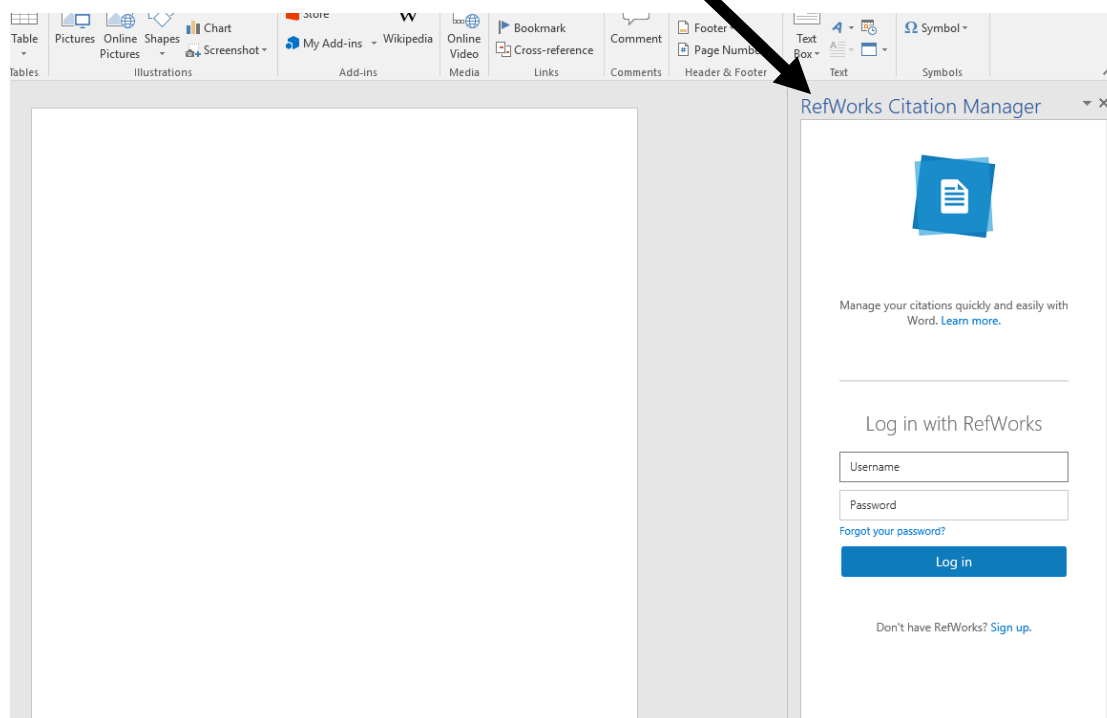 Store
W
Chart
Bookmark
Footer
A
Ω Symbol
Table
Pictures
Online
Pictures
Shapes
My Add-ins
Wikipedia
Online
Video
Comment
Text
Box
Screenshot
Cross-reference
Page Numb
Tables
Illustrations
Add-ins
Media
Links
Comments
Header & Footer
Text
Symbols
RefWorks Citation Manager
Manage your citations quickly and easily with
Word. Learn more.
Log in with RefWorks
Username
Password
Forgot your password?
Log in
Don't have RefWorks? Sign up.